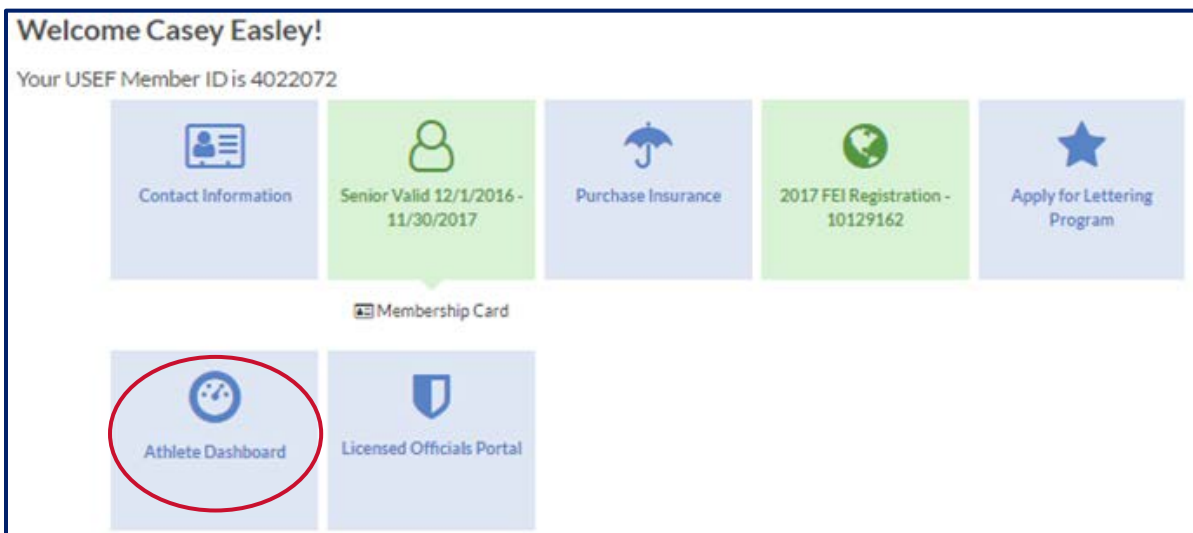 Welcome Casey Easley!
Your USEF Member ID is 4022072
Contact Information
Senior Valid 12/1/2016 -
11/30/2017
Purchase Insurance
2017 FEI Registration -
10129162
Apply for Lettering
Program
Membership Card
Athlete Dashboard
Licensed Officials Portal